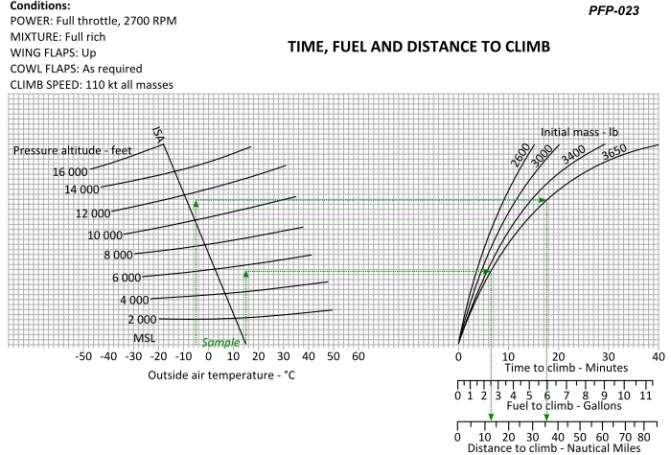 Conditions:
POWER: Full throttle, 2700 RPM
MIXTURE: Full rich
WING FLAPS: Up
COWL FLAPS: As required
CLIMB SPEED: 110 kt all masses
PFP-023
TIME, FUEL AND DISTANCE TO CLIMB
ISA
Pressure altitude - feet
16 000
14 000
12 000
10 000
8 000
6 000
4 000
2 000
MSL
Sample
-50 -40 -30 -20 -10 0 10 20 30 40 50 60
Outside air temperature - °C
Initial mass - lb
2600 3000 3400 3650
0 10 20 30 40
Time to climb - Minutes
0 1 2 3 4 5 6 7 8 9 10 11
Fuel to climb - Gallons
0 10 20 30 40 50 60 70 80
Distance to climb - Nautical Miles